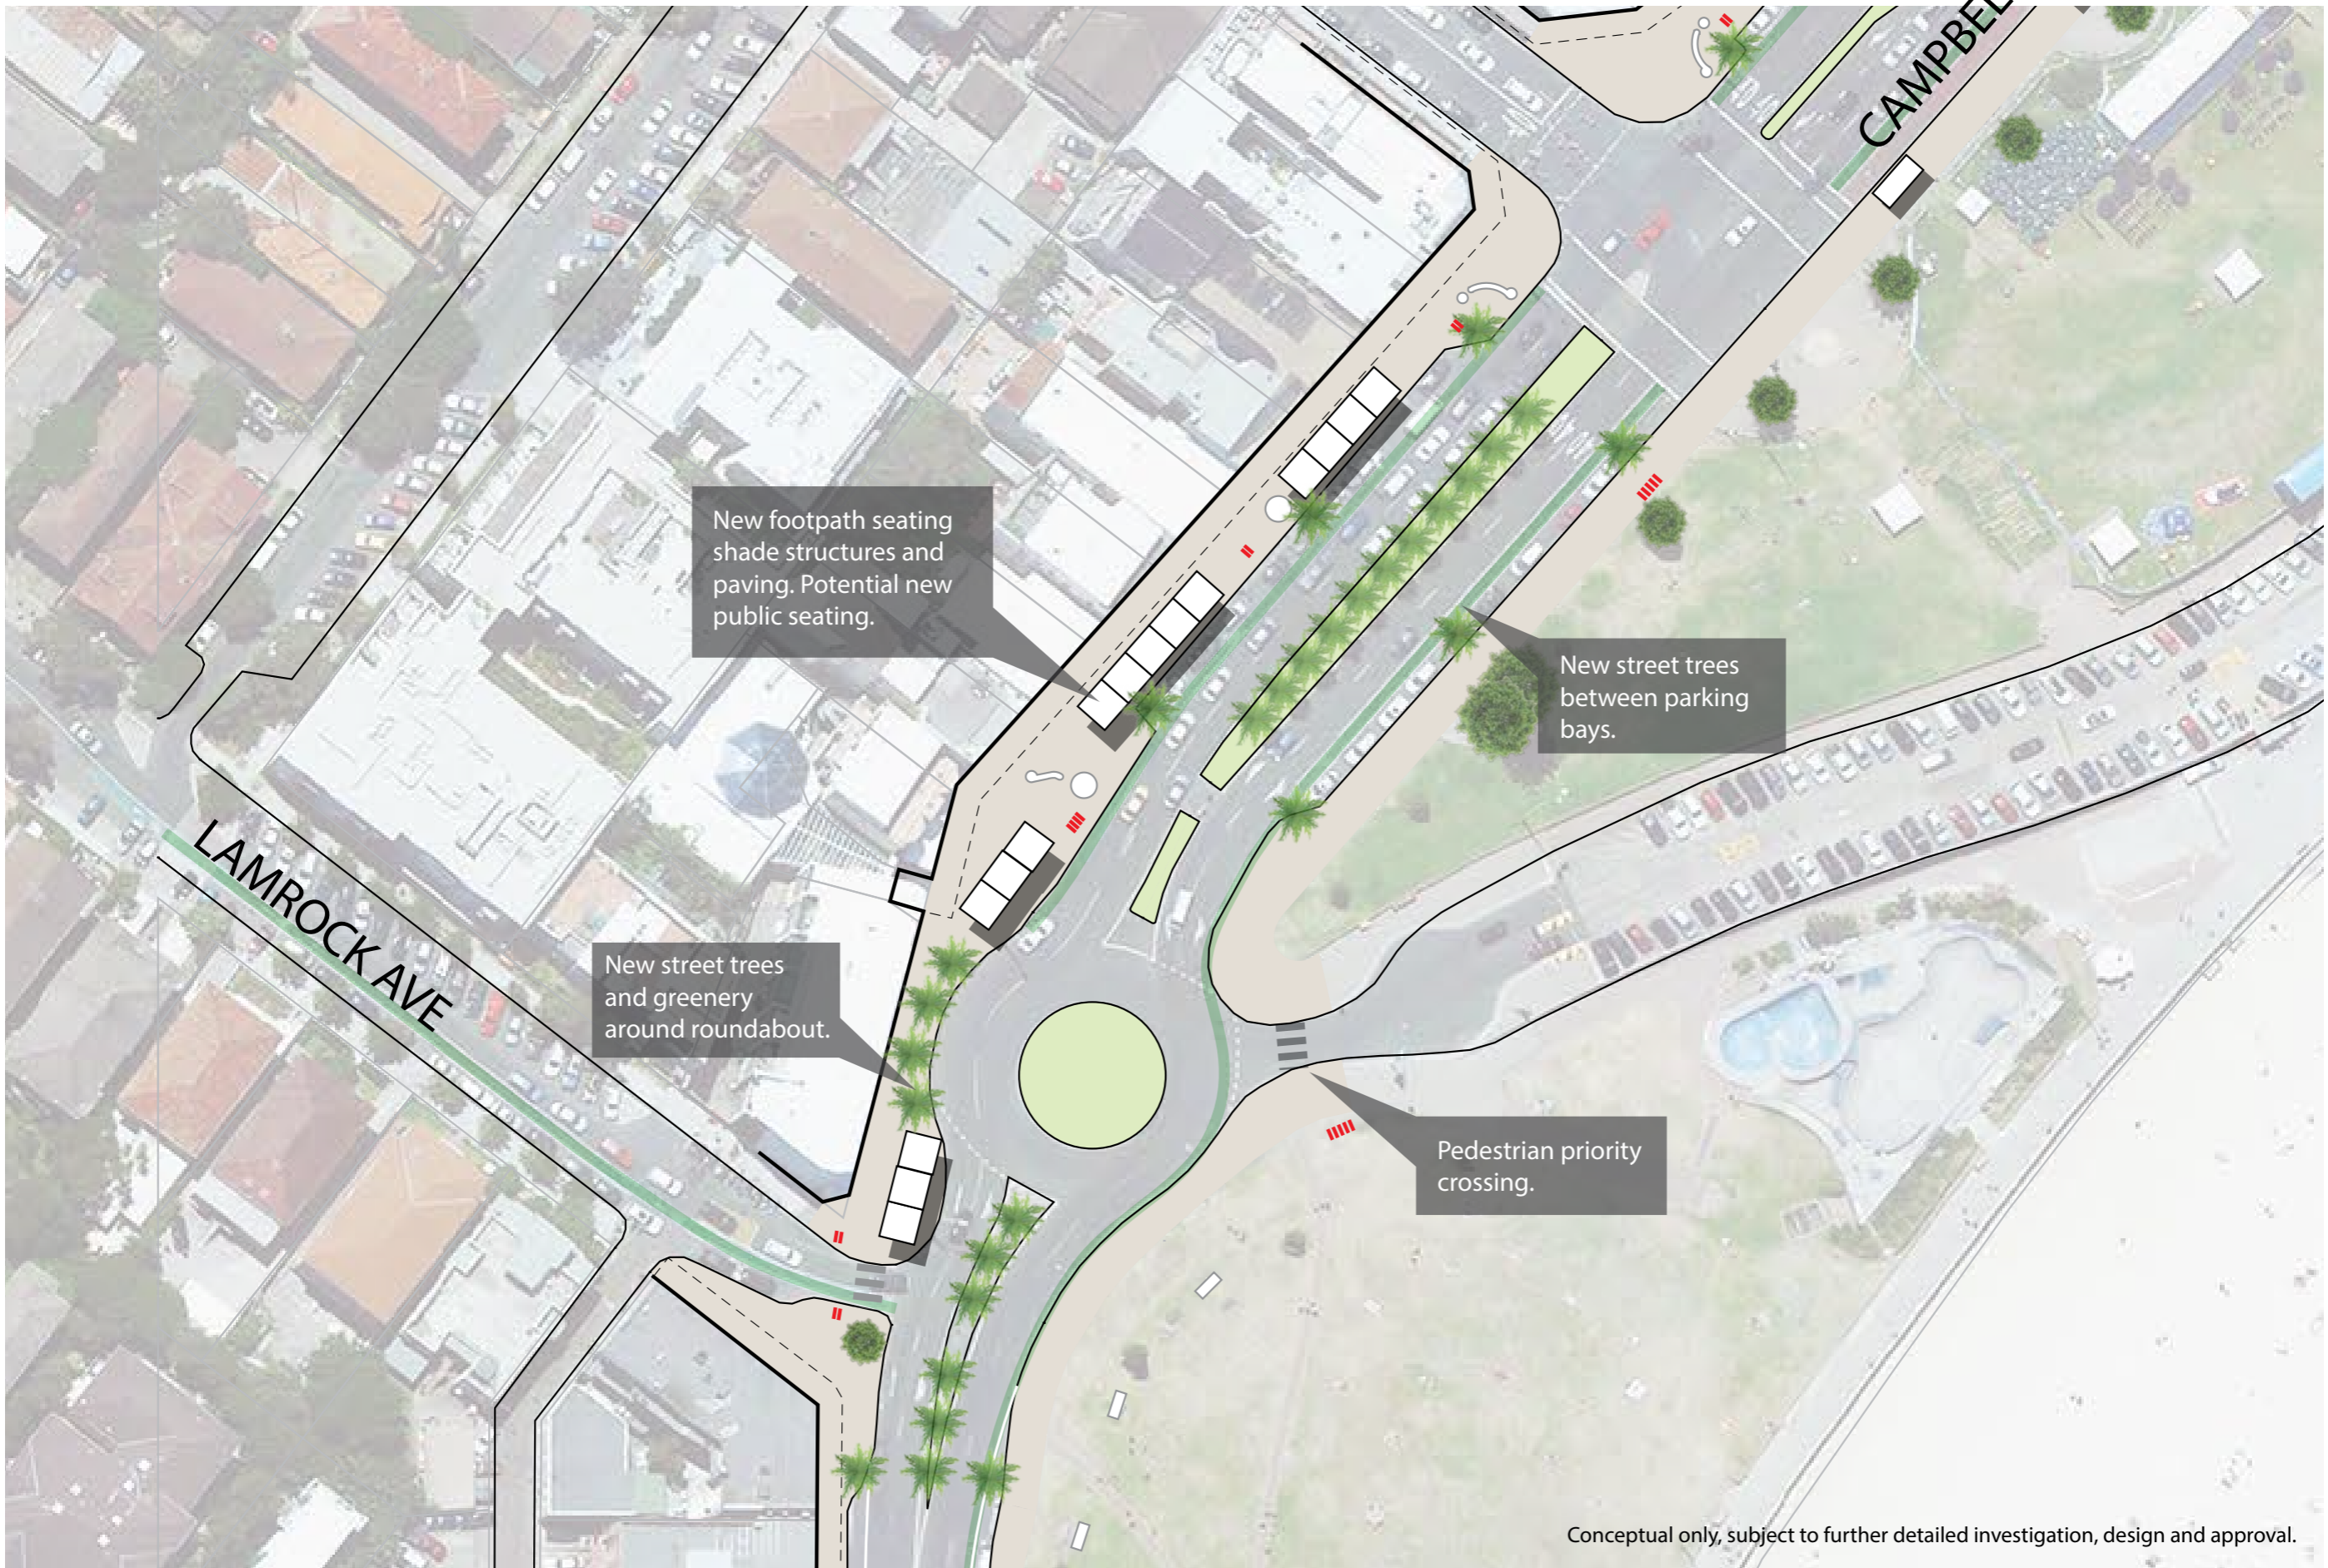 CAMPBEL
New footpath seating
shade structures and
paving. Potential new
public seating.
New street trees
between parking
bays.
LAMROCK AVE
New street trees
and greenery
around roundabout.
Pedestrian priority
crossing.
Conceptual only, subject to further detailed investigation, design and approval.